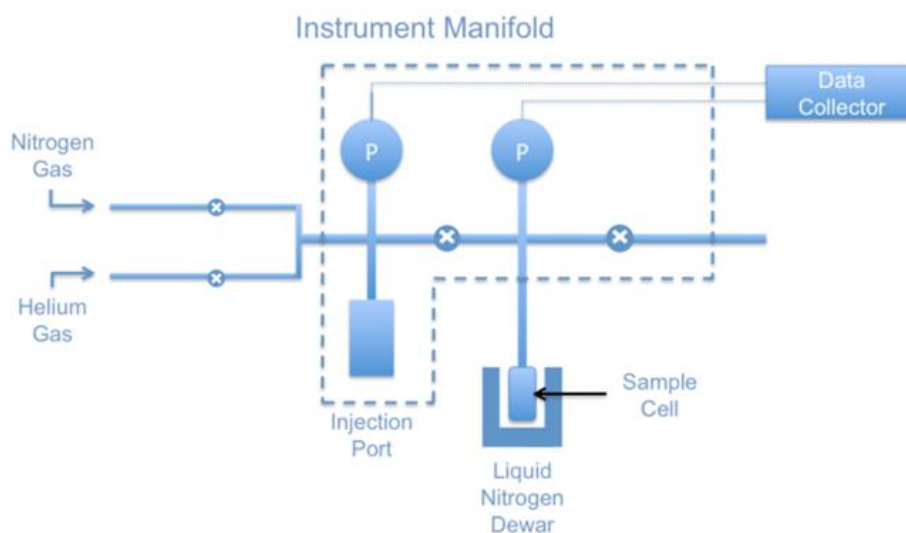 Instrument Manifold
Data
Collector
Nitrogen
Gas
P
P
Helium
Gas
Injection
Port
Sample
Cell
Liquid
Nitrogen
Dewar